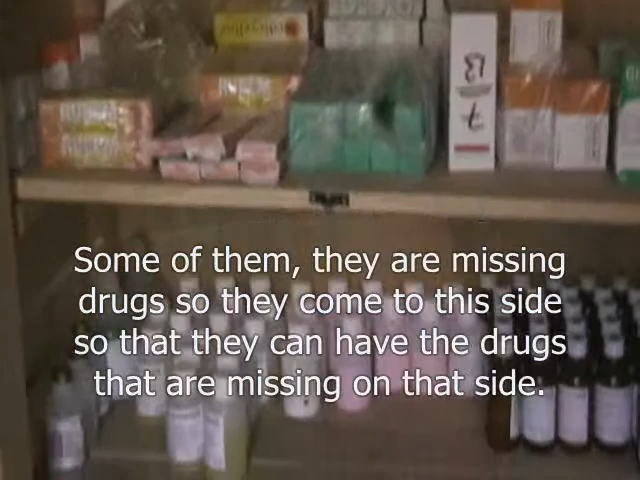 Some of them, they are missing
drugs so they come to this side
so that they can have the drugs
that are missing on that side.